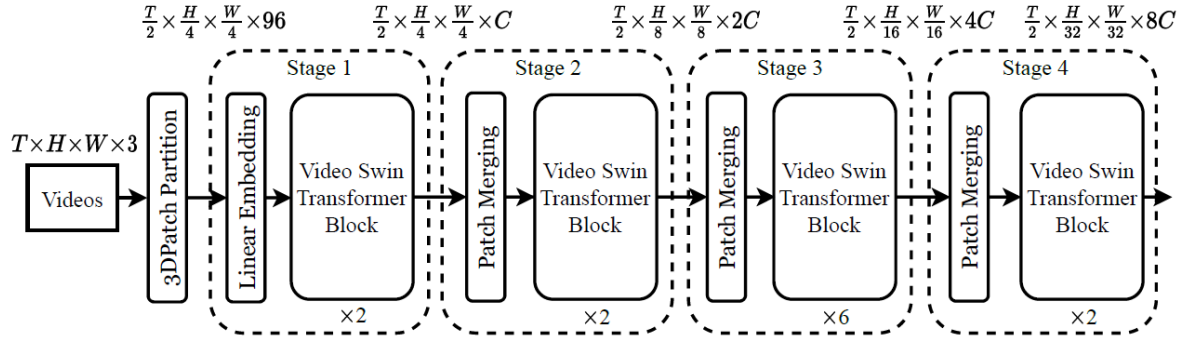 T/2 × H/4 × W/4 × 96
T/2 × H/4 × W/4 × C
T/2 × H/8 × W/8 × 2C
T/2 × H/16 × W/16 × 4C
T/2 × H/32 × W/32 × 8C
T×H×W×3
Videos
3DPatch Partition
Stage 1
Linear Embedding
Video Swin
Transformer
Block
×2
Stage 2
Patch Merging
Video Swin
Transformer
Block
×2
Stage 3
Patch Merging
Video Swin
Transformer
Block
×6
Stage 4
Patch Merging
Video Swin
Transformer
Block
×2